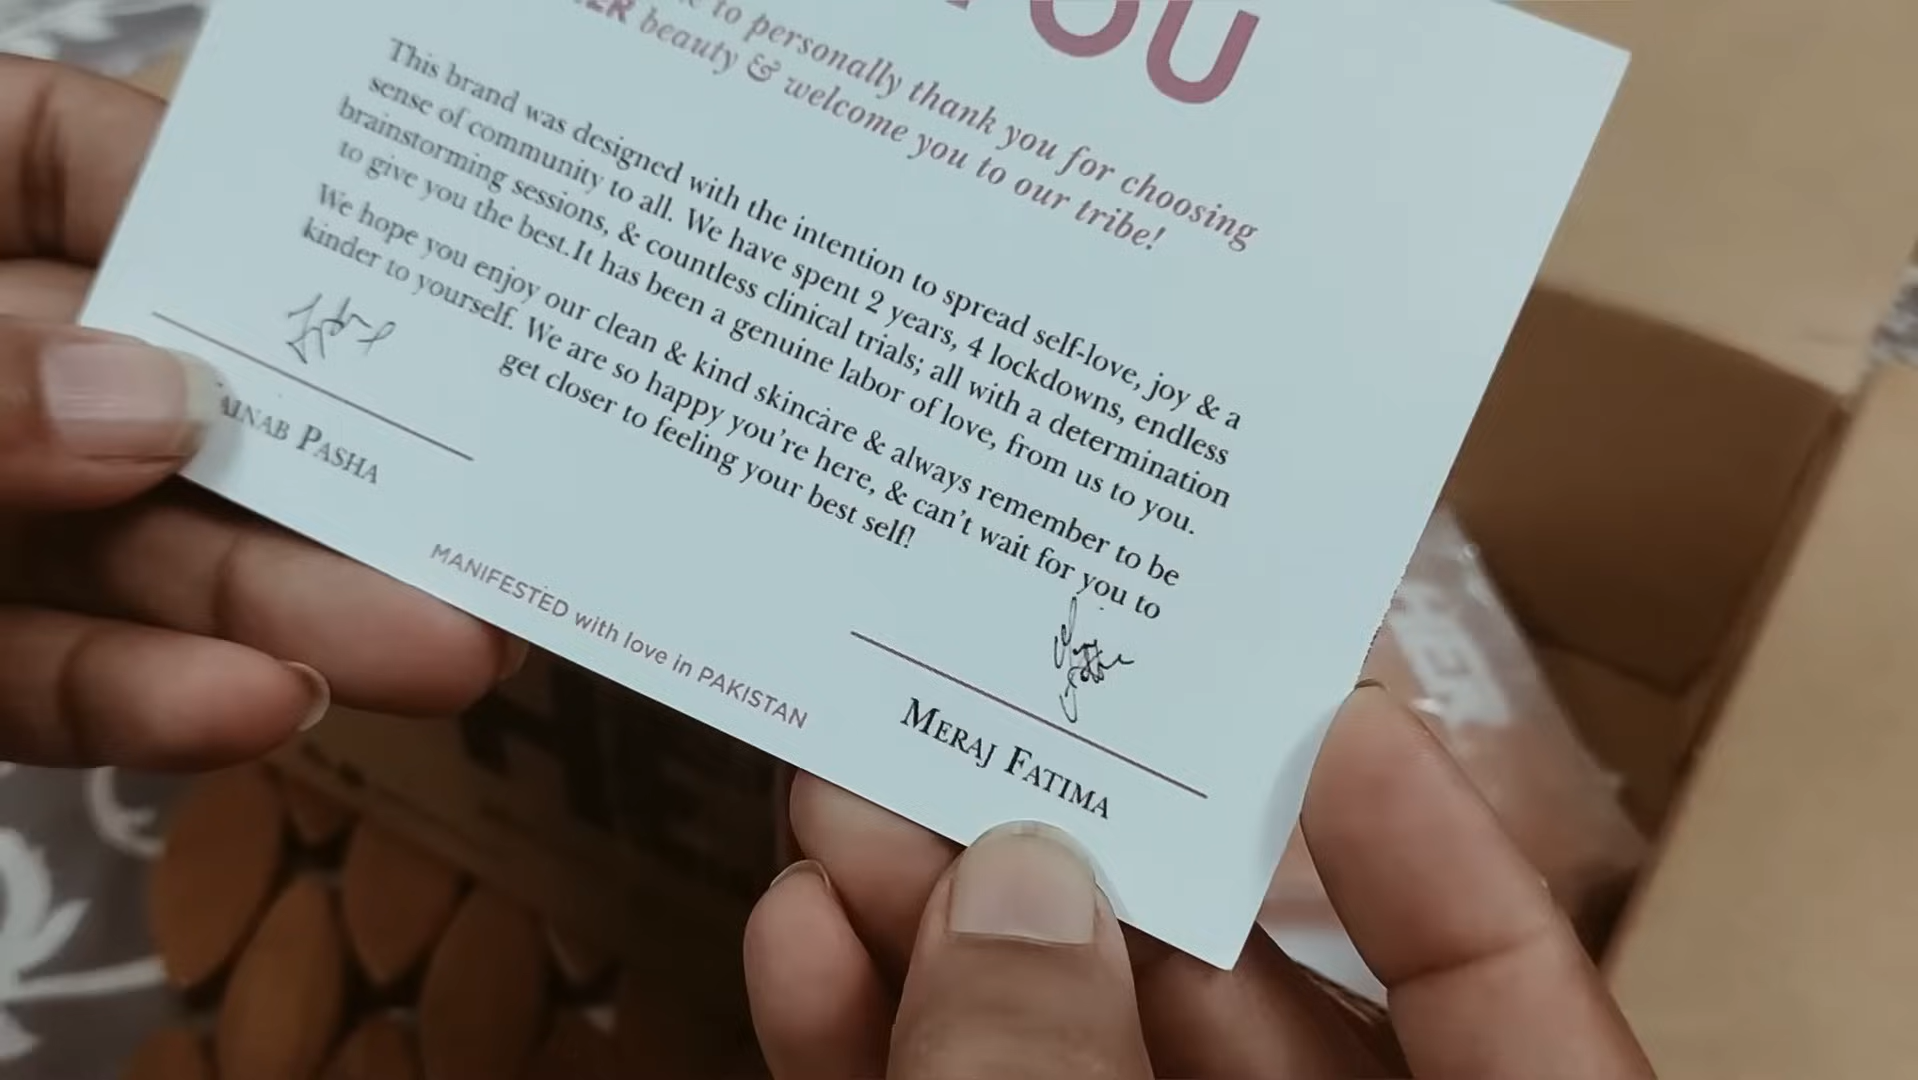 YOU
to personally thank you for choosing
beauty & welcome you to our tribe!
This brand was designed with the intention to spread self-love, joy & a
sense of community to all. We have spent 2 years, 4 lockdowns, endless
brainstorming sessions, & countless clinical trials; all with a determination
to give you the best.It has been a genuine labor of love, from us to you.
We hope you enjoy our clean & kind skincare & always remember to be
kinder to yourself. We are so happy you're here, & can't wait for you to
get closer to feeling your best self!
PASHA
MERAJ FATIMA
MANIFESTED with love in PAKISTAN